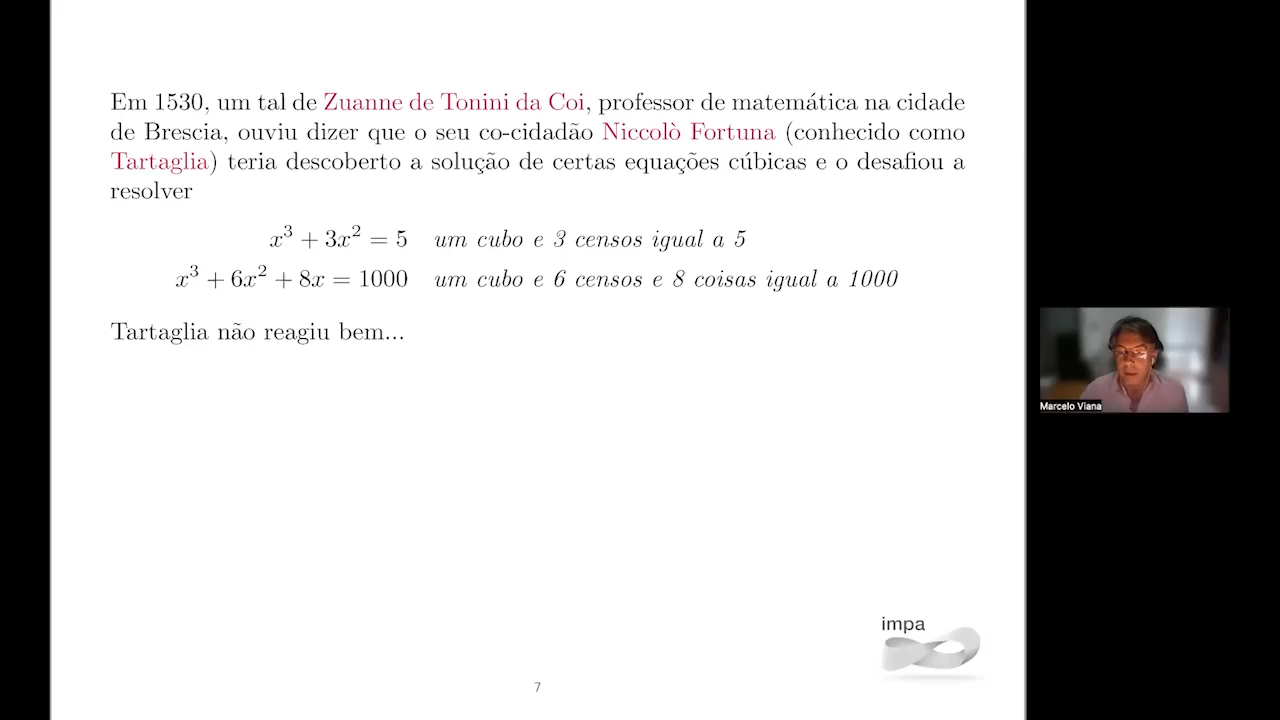 Em 1530, um tal de Zuanne de Tonini da Coi, professor de matemática na cidade
de Brescia, ouviu dizer que o seu co-cidadão Niccolò Fortuna (conhecido como
Tartaglia) teria descoberto a solução de certas equações cúbicas e o desafiou a
resolver
x³ + 3x² = 5 um cubo e 3 censos igual a 5
x³ + 6x² + 8x = 1000 um cubo e 6 censos e 8 coisas igual a 1000
Tartaglia não reagiu bem...
Marcelo Viana
impa
7